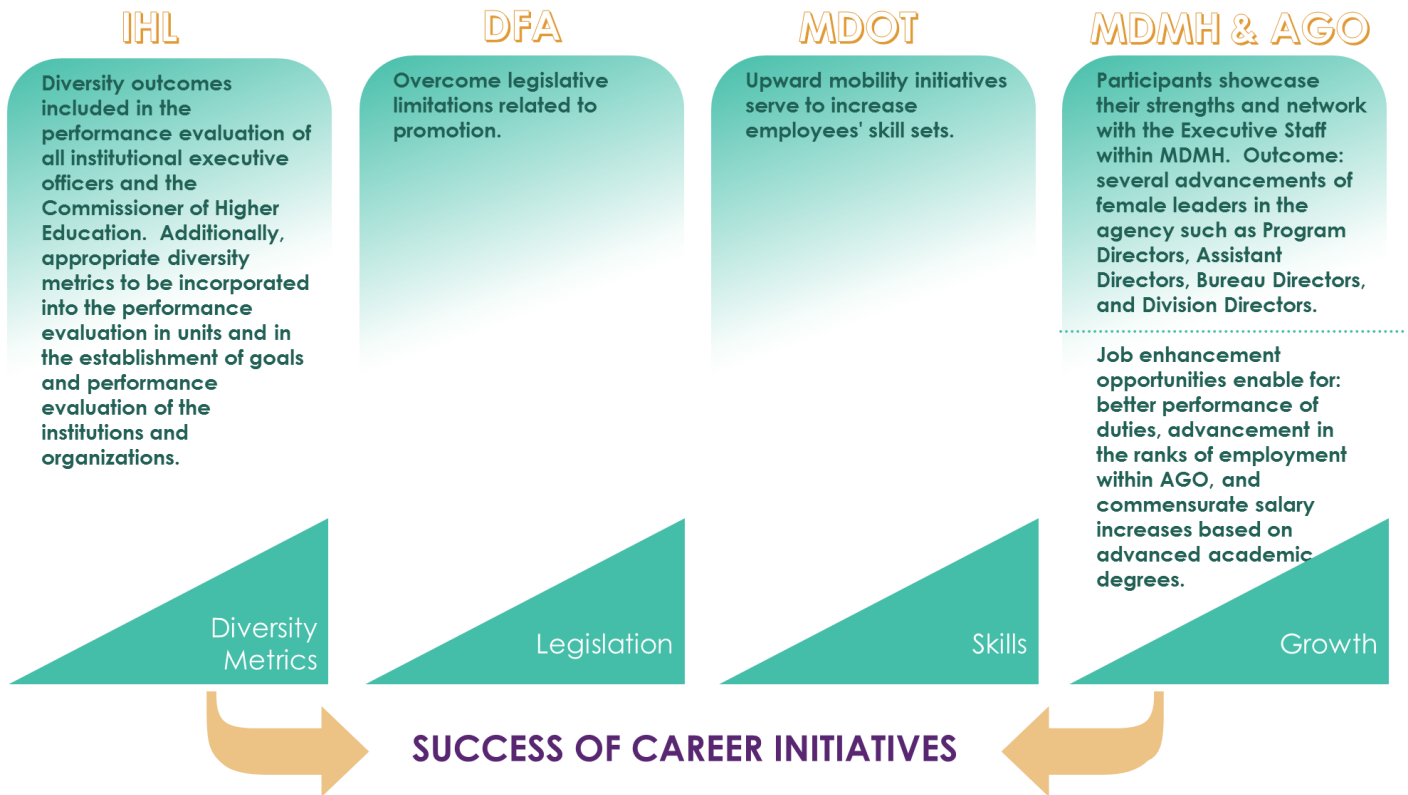 IHL
Diversity outcomes
included in the
performance evaluation of
all institutional executive
officers and the
Commissioner of Higher
Education.  Additionally,
appropriate diversity
metrics to be incorporated
into the performance
evaluation in units and in
the establishment of goals
and performance
evaluation of the
institutions and
organizations.
Diversity
Metrics
DFA
Overcome legislative
limitations related to
promotion.
Legislation
MDOT
Upward mobility initiatives
serve to increase
employees' skill sets.
Skills
MDMH & AGO
Participants showcase
their strengths and network
with the Executive Staff
within MDMH.  Outcome:
several advancements of
female leaders in the
agency such as Program
Directors, Assistant
Directors, Bureau Directors,
and Division Directors.
Job enhancement
opportunities enable for:
better performance of
duties, advancement in
the ranks of employment
within AGO, and
commensurate salary
increases based on
advanced academic
degrees.
Growth
SUCCESS OF CAREER INITIATIVES